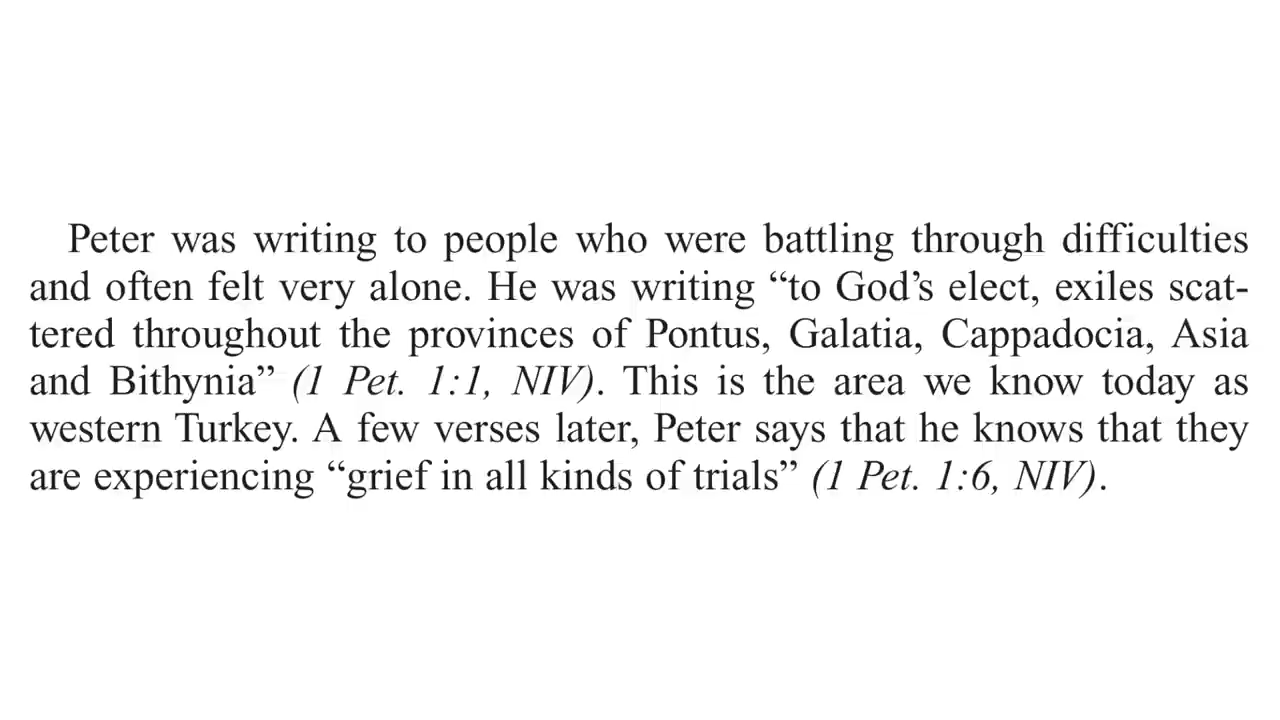 Peter was writing to people who were battling through difficulties
and often felt very alone. He was writing “to God’s elect, exiles scat-
tered throughout the provinces of Pontus, Galatia, Cappadocia, Asia
and Bithynia” (1 Pet. 1:1, NIV). This is the area we know today as
western Turkey. A few verses later, Peter says that he knows that they
are experiencing “grief in all kinds of trials” (1 Pet. 1:6, NIV).